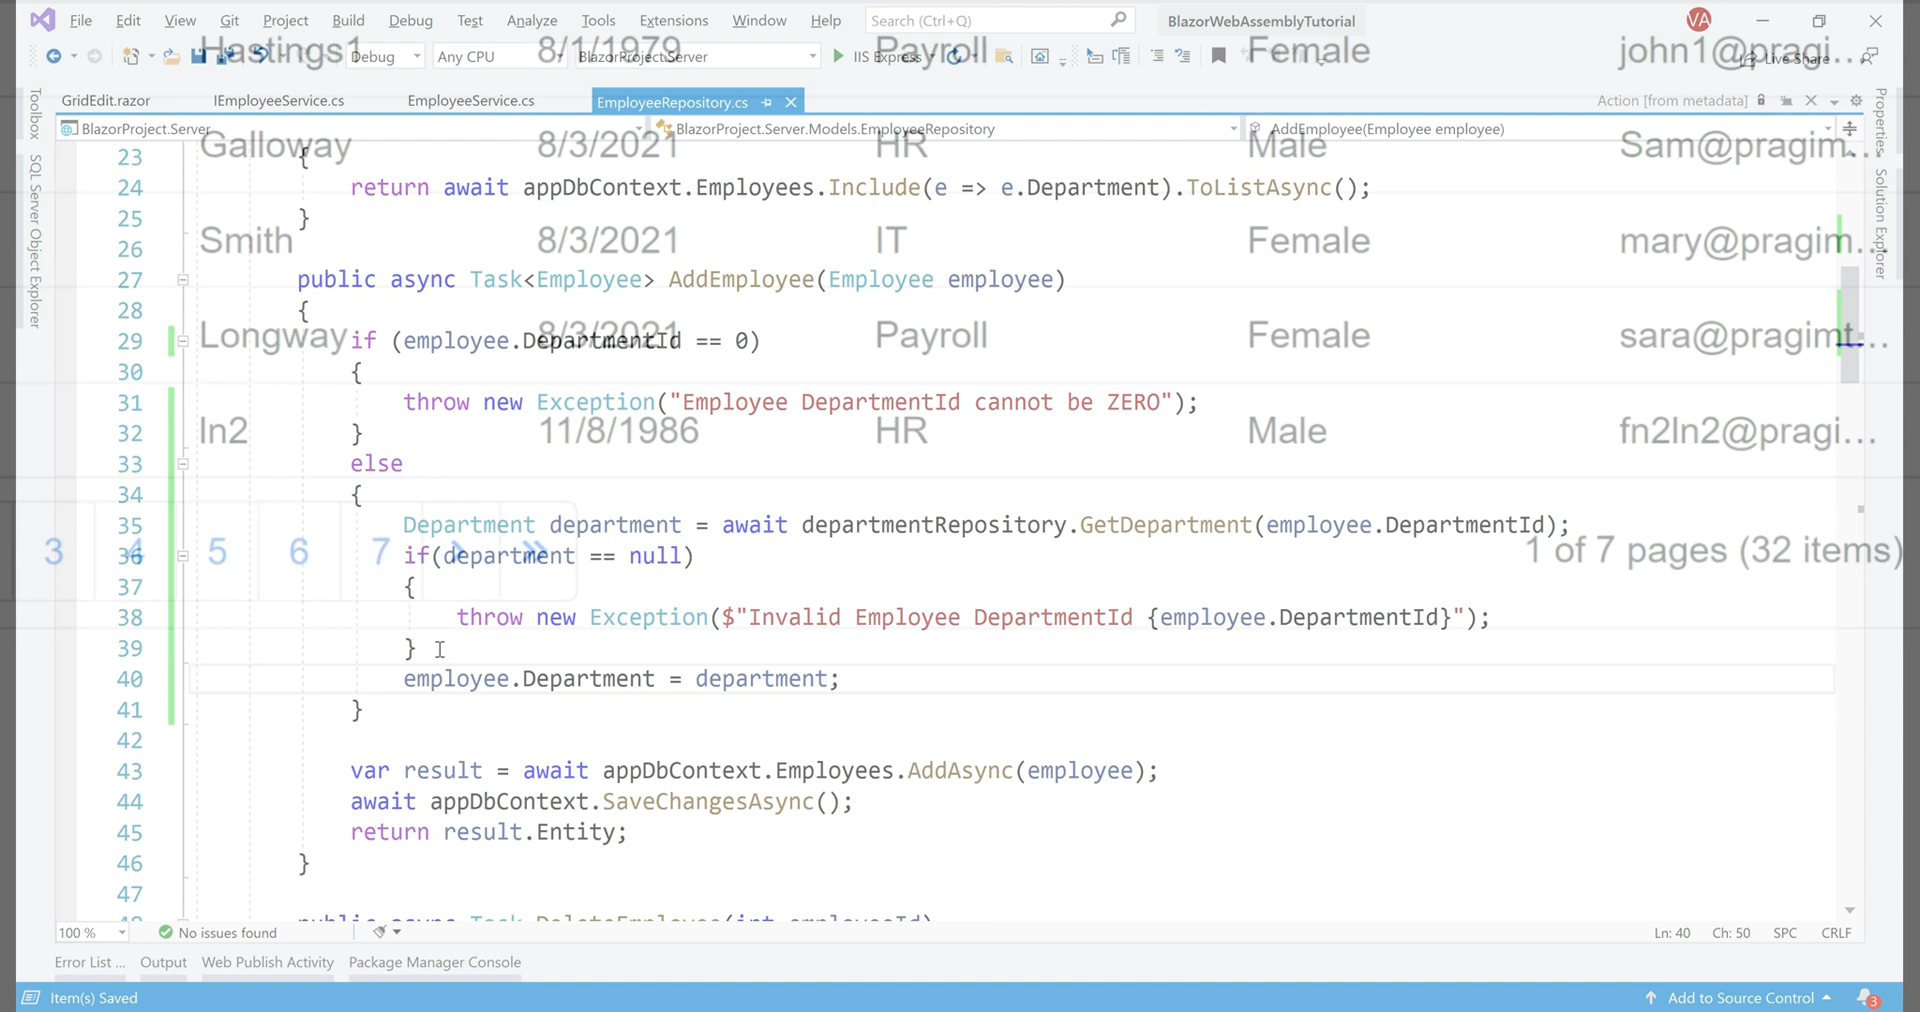 File Edit View Git Project Build Debug Test Analyze Tools Extensions Window Help Search (Ctrl+Q) BlazorWebAssemblyTutorial VA
Debug Any CPU BlazorProject.Server IIS Express Live Share
Hastings1 8/1/1979 Payroll Female john1@pragi...
GridEdit.razor IEmployeeService.cs EmployeeService.cs EmployeeRepository.cs Action [from metadata]
BlazorProject.Server BlazorProject.Server.Models.EmployeeRepository AddEmployee(Employee employee)
Toolbox
SQL Server Object Explorer
Properties
Solution Explorer
Galloway 8/3/2021 HR Male Sam@pragim...
23 {
24 return await appDbContext.Employees.Include(e => e.Department).ToListAsync();
25 }
Smith 8/3/2021 IT Female mary@pragim...
26
27 public async Task<Employee> AddEmployee(Employee employee)
28 {
Longway 8/3/2021 Payroll Female sara@pragimt...
29 if (employee.DepartmentId == 0)
30 {
31 throw new Exception("Employee DepartmentId cannot be ZERO");
32 }
ln2 11/8/1986 HR Male fn2ln2@pragi...
33 else
34 {
35 Department department = await departmentRepository.GetDepartment(employee.DepartmentId);
3 4 5 6 7 › » 1 of 7 pages (32 items)
36 if(department == null)
37 {
38 throw new Exception($"Invalid Employee DepartmentId {employee.DepartmentId}");
39 }
40 employee.Department = department;
41 }
42
43 var result = await appDbContext.Employees.AddAsync(employee);
44 await appDbContext.SaveChangesAsync();
45 return result.Entity;
46 }
47
48 public async Task DeleteEmployee(int employeeId)
100 % No issues found Ln: 40 Ch: 50 SPC CRLF
Error List ... Output Web Publish Activity Package Manager Console
Item(s) Saved Add to Source Control 3